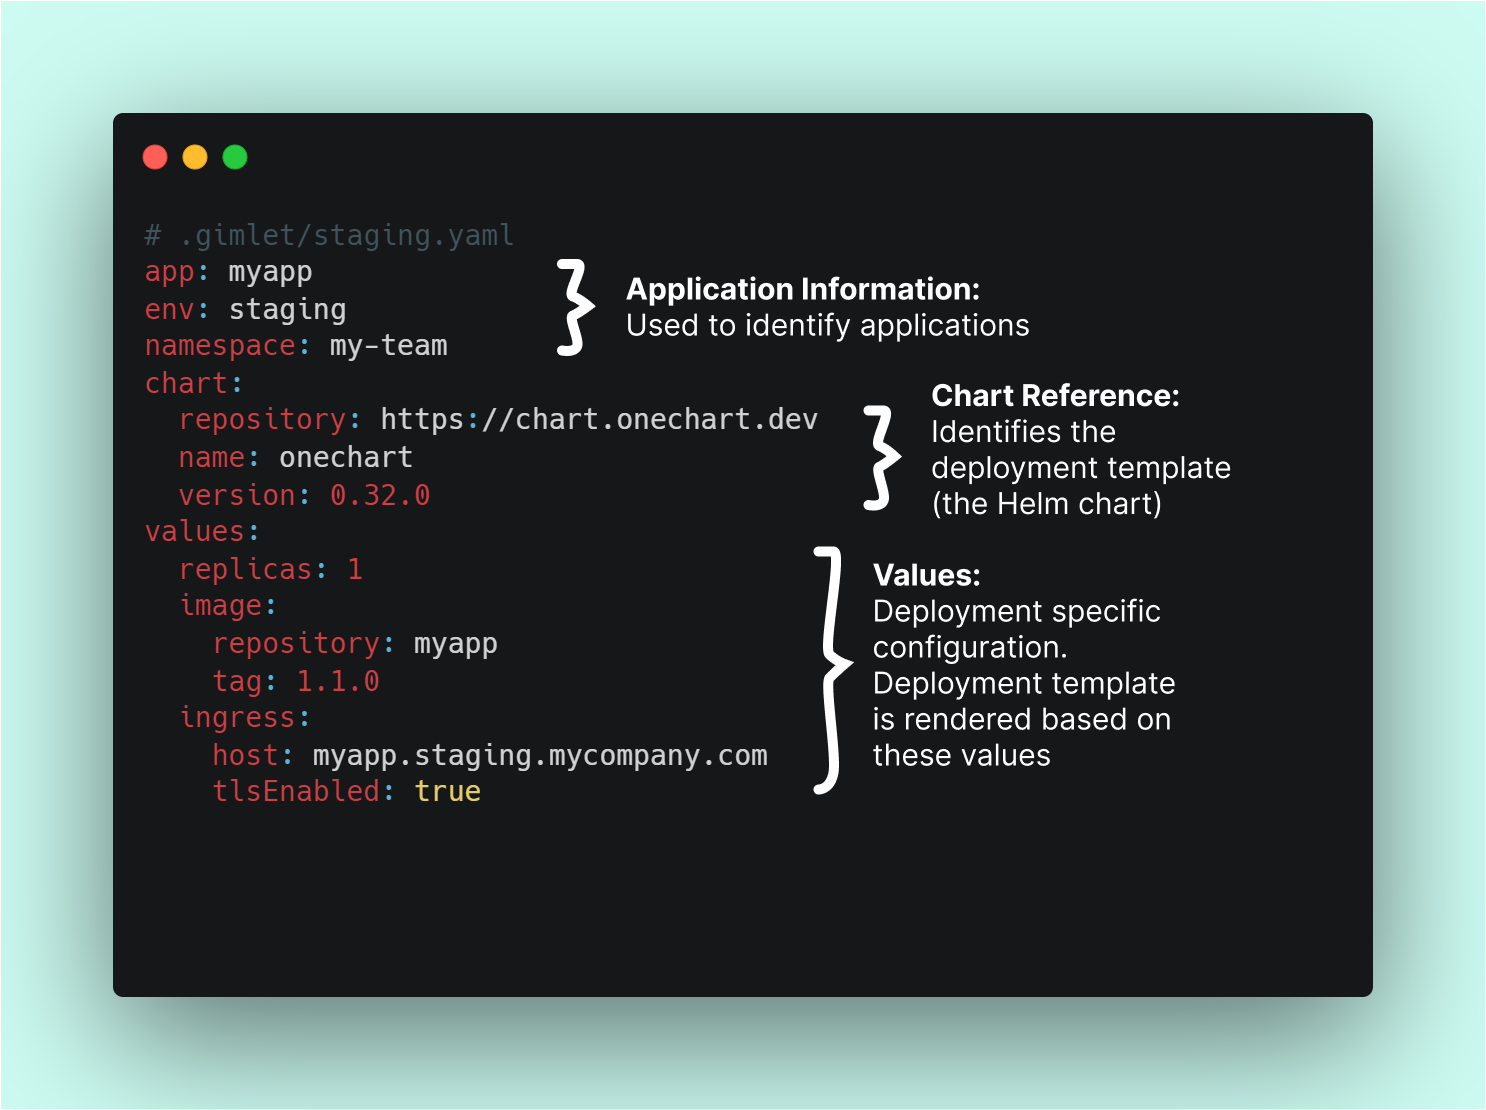 # .gimlet/staging.yaml
app: myapp
env: staging
namespace: my-team
Application Information:
Used to identify applications
chart:
  repository: https://chart.onechart.dev
  name: onechart
  version: 0.32.0
Chart Reference:
Identifies the
deployment template
(the Helm chart)
values:
  replicas: 1
  image:
    repository: myapp
    tag: 1.1.0
  ingress:
    host: myapp.staging.mycompany.com
    tlsEnabled: true
Values:
Deployment specific
configuration.
Deployment template
is rendered based on
these values